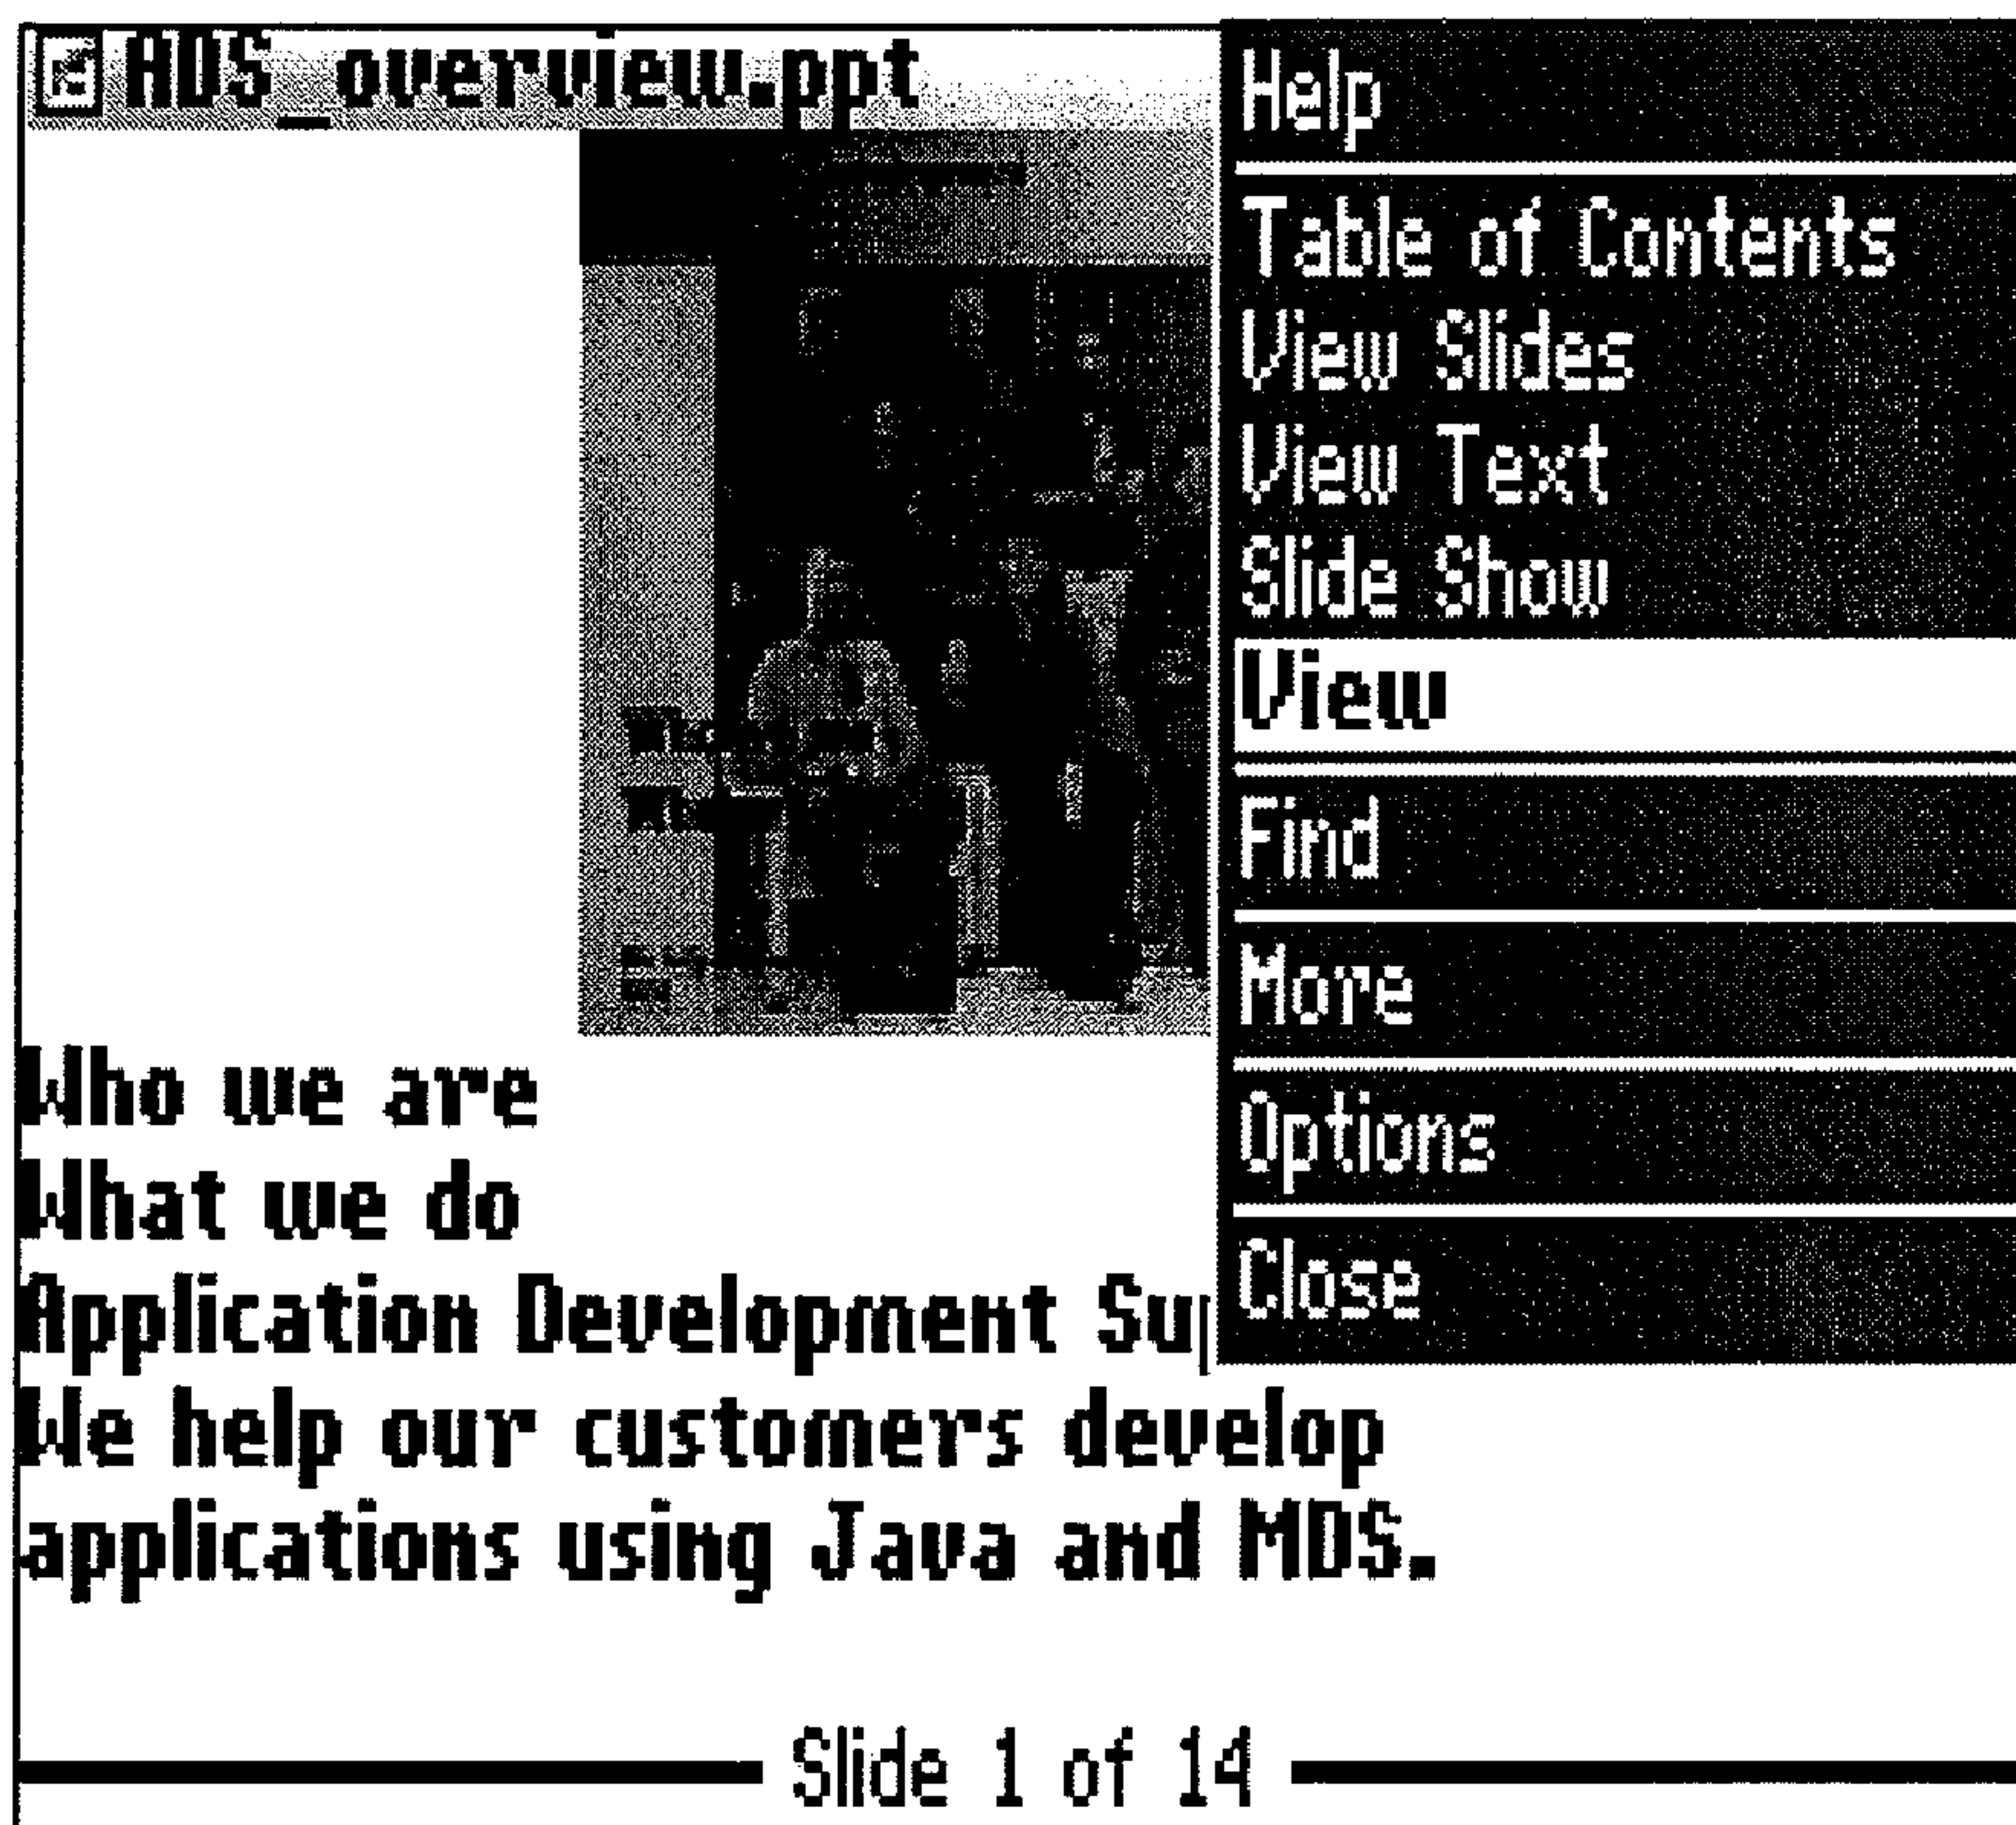 ADS_overview.ppt
Help
Table of Contents
View Slides
View Text
Slide Show
View
Find
More
Options
Close
Who we are
What we do
Application Development Sup
We help our customers develop
applications using Java and MDS.
Slide 1 of 14